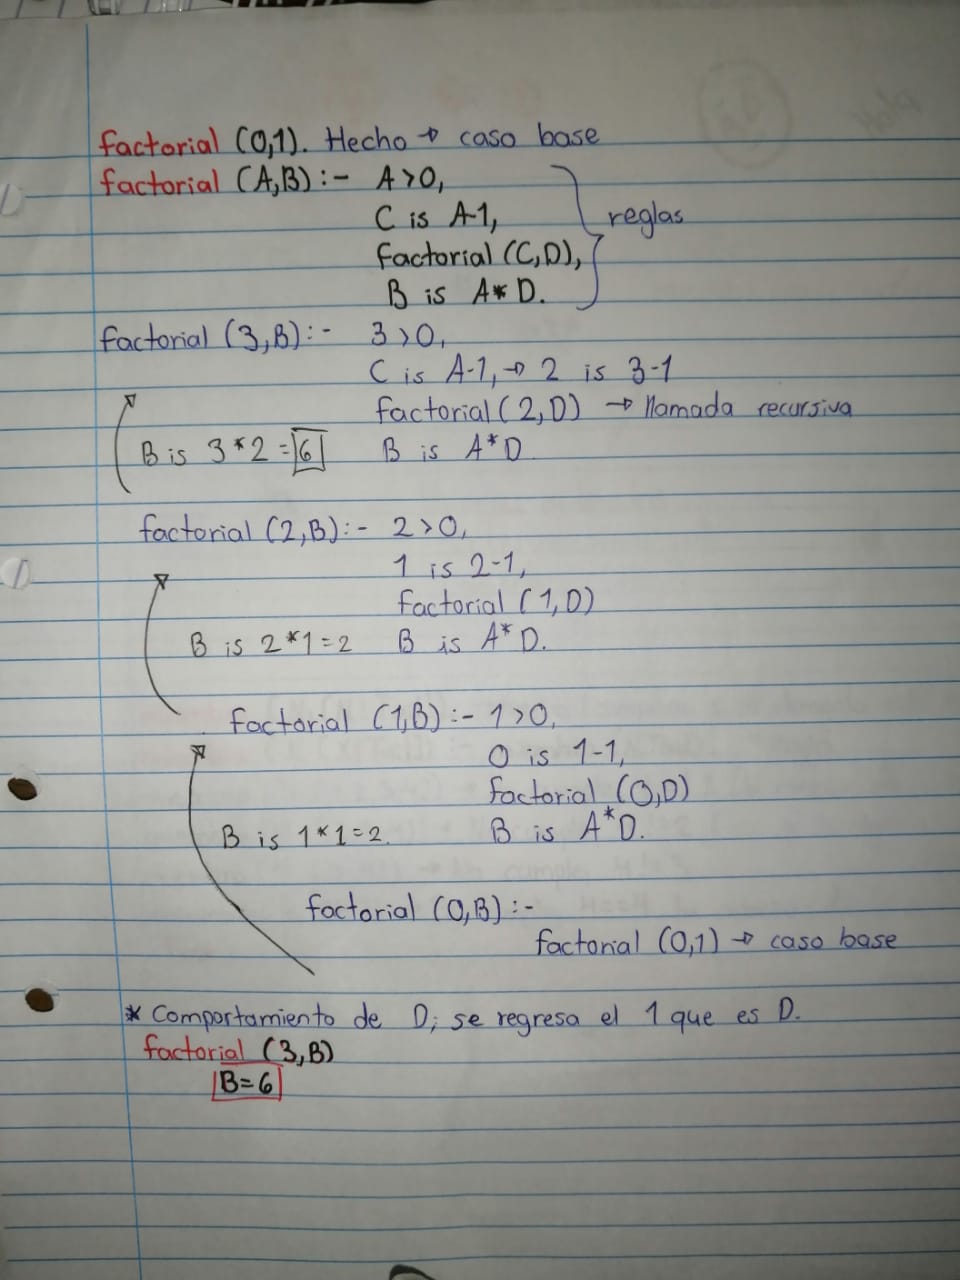 factorial (0,1). Hecho → caso base
factorial (A,B):- A>0,
C is A-1,
factorial (C,D),
B is A*D.
reglas
factorial (3,B):- 3>0,
C is A-1, → 2 is 3-1
factorial (2,D) → llamada recursiva
B is 3*2=6 B is A*D
factorial (2,B):- 2>0,
1 is 2-1,
factorial (1,D)
B is 2*1=2 B is A*D.
factorial (1,B):- 1>0,
0 is 1-1,
factorial (0,D)
B is 1*1=2. B is A*D.
factorial (0,B):-
factorial (0,1) → caso base
* Comportamiento de D; se regresa el 1 que es D.
factorial (3,B)
B=6